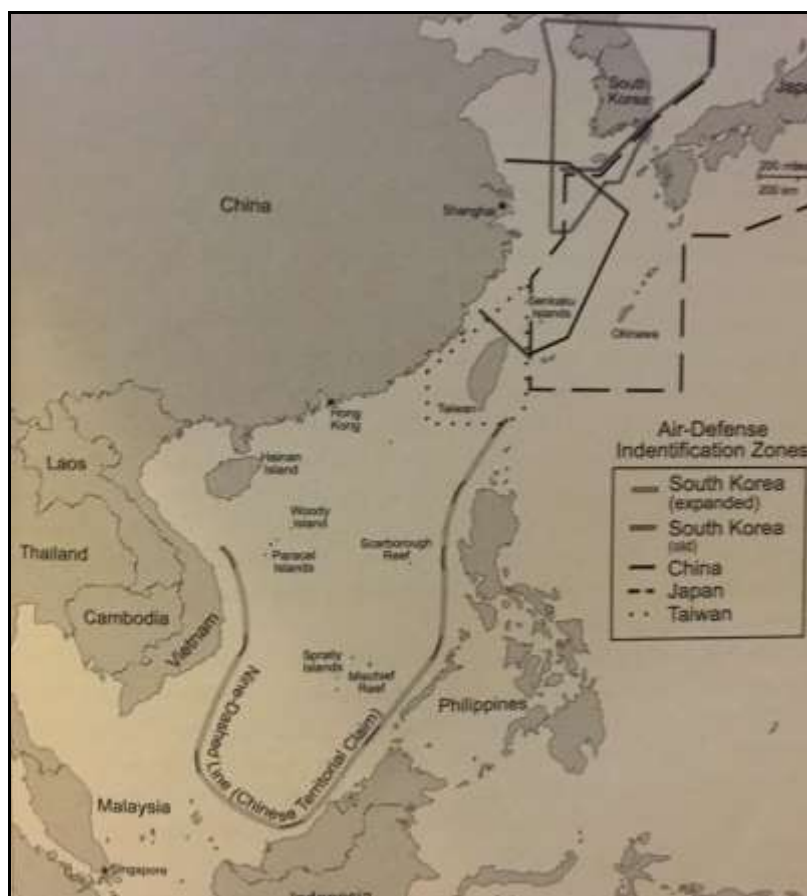 South
Korea
Japa
200 miles
200 km
China
Shanghai
Senkaku
Islands
Okinawa
Taiwan
Hong
Kong
Laos
Hainan
Island
Air-Defense
Indentification Zones
South Korea
(expanded)
South Korea
(old)
China
Japan
Taiwan
Woody
Island
Scarborough
Reef
Thailand
Paracel
Islands
Cambodia
Vietnam
Spratly
Islands
Mischief
Reef
Philippines
Nine-Dashed Line (Chinese Territorial Claim)
Malaysia
Singapore
Indonesia